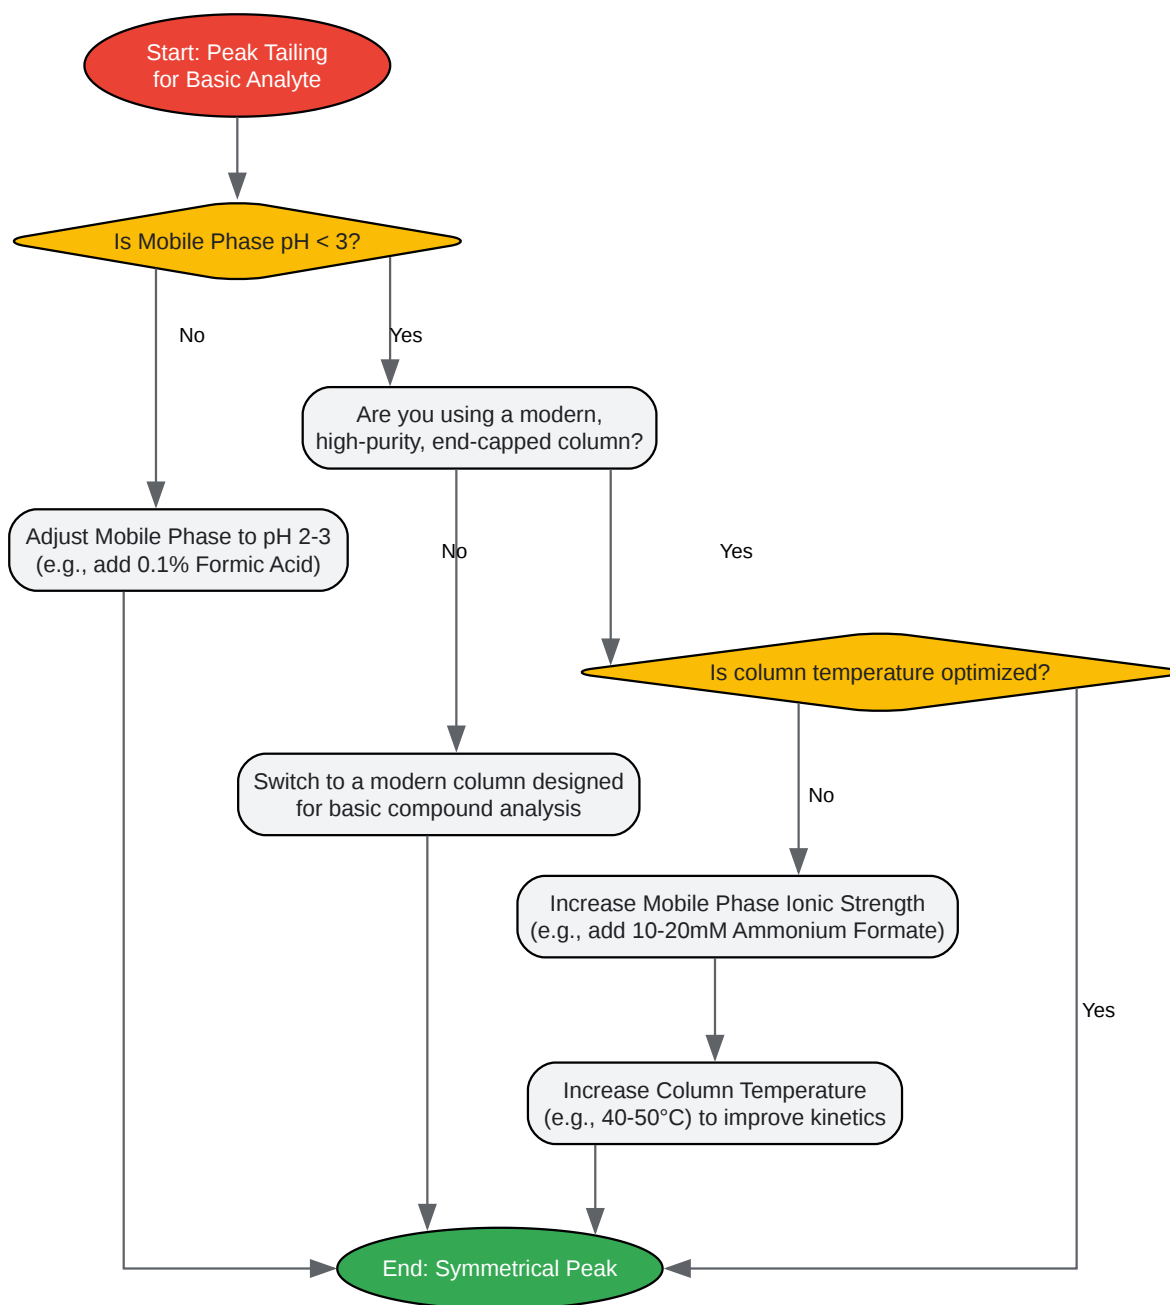 Start: Peak Tailing
for Basic Analyte
Is Mobile Phase pH < 3?
No
Yes
Are you using a modern,
high-purity, end-capped column?
Adjust Mobile Phase to pH 2-3
(e.g., add 0.1% Formic Acid)
No
Yes
Is column temperature optimized?
Switch to a modern column designed
for basic compound analysis
No
Increase Mobile Phase Ionic Strength
(e.g., add 10-20mM Ammonium Formate)
Yes
Increase Column Temperature
(e.g., 40-50°C) to improve kinetics
End: Symmetrical Peak